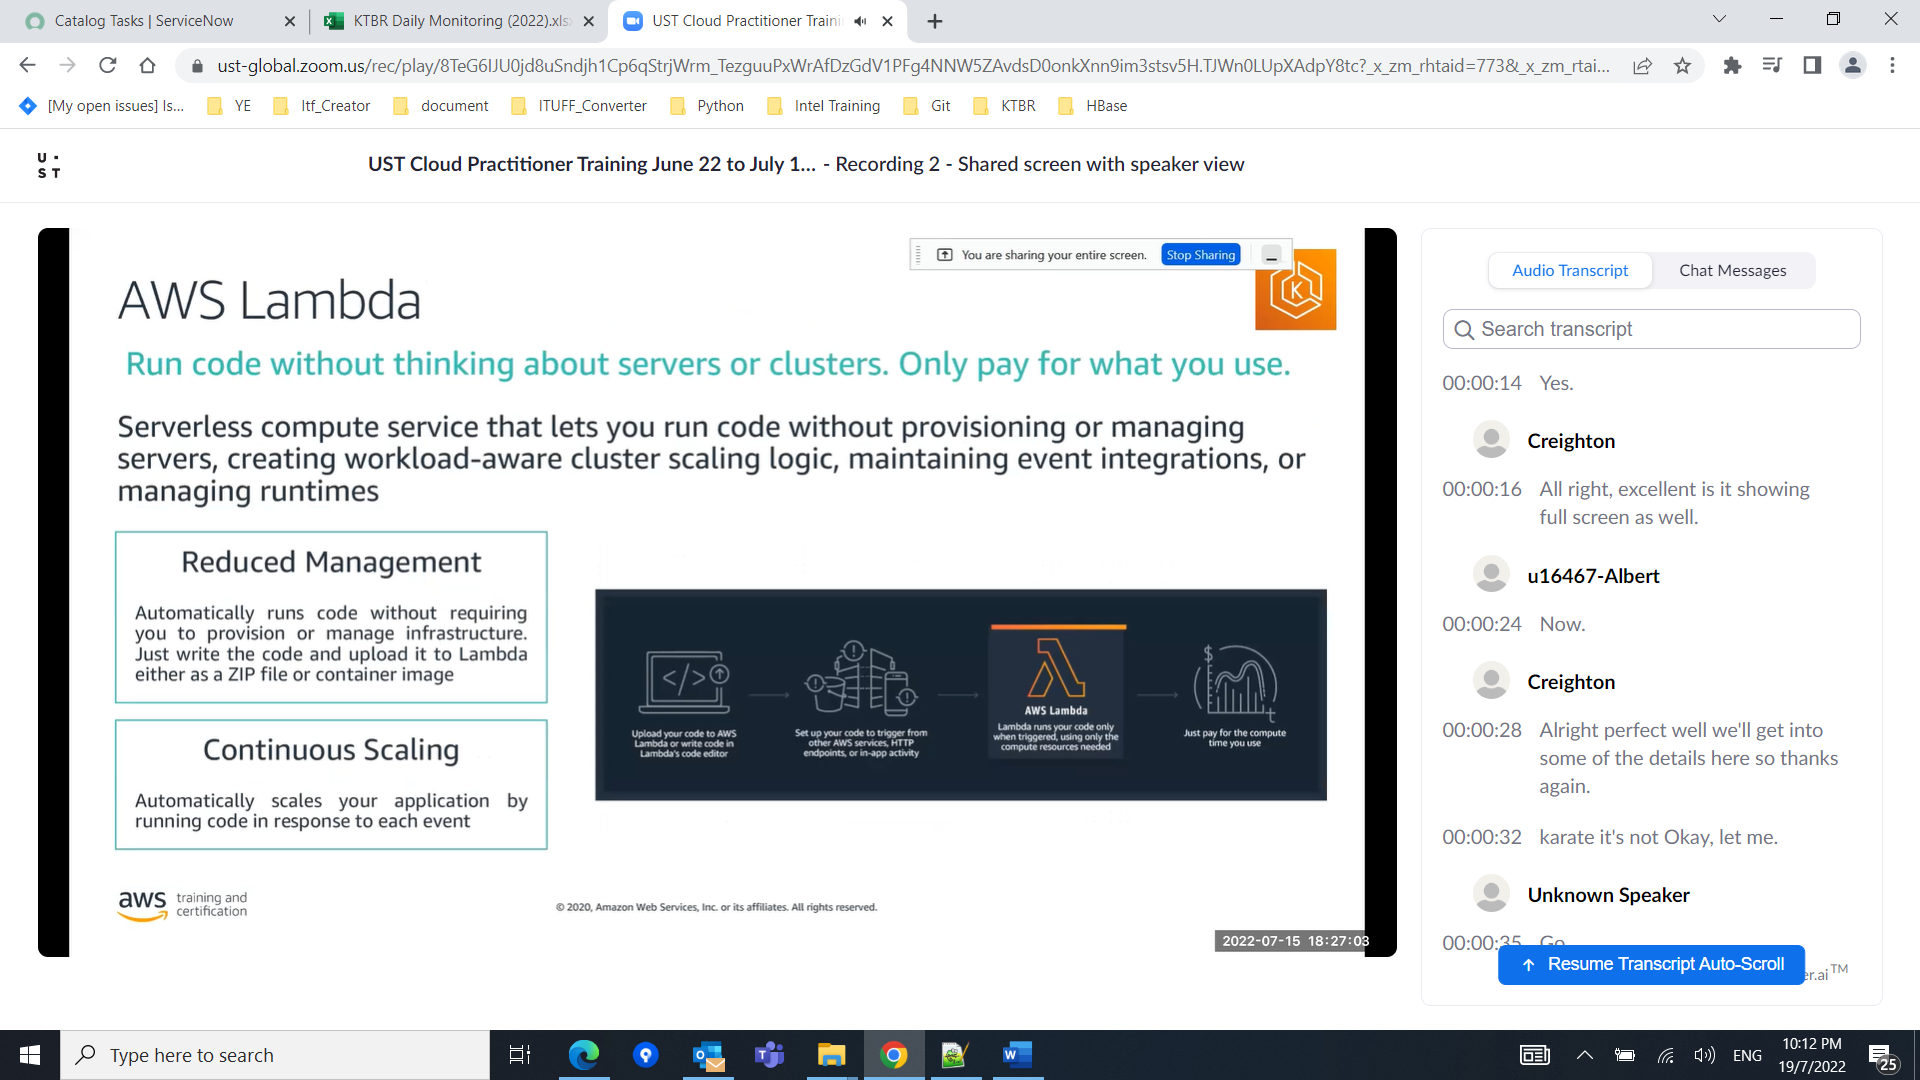 Catalog Tasks | ServiceNow
KTBR Daily Monitoring (2022).xls
UST Cloud Practitioner Traini
ust-global.zoom.us/rec/play/8TeG6IJU0jd8uSndjh1Cp6qStrjWrm_TezguuPxWrAfDzGdV1PFg4NNW5ZAvdsD0onkXnn9im3stsv5H.TJWn0LUpXAdpY8tc?_x_zm_rhtaid=773&_x_zm_rtai...
[My open issues] Is...
YE
Itf_Creator
document
ITUFF_Converter
Python
Intel Training
Git
KTBR
HBase
U ·
S T
UST Cloud Practitioner Training June 22 to July 1... - Recording 2 - Shared screen with speaker view
You are sharing your entire screen.
Stop Sharing
K
AWS Lambda
Run code without thinking about servers or clusters. Only pay for what you use.
Serverless compute service that lets you run code without provisioning or managing
servers, creating workload-aware cluster scaling logic, maintaining event integrations, or
managing runtimes
Reduced Management
Automatically runs code without requiring
you to provision or manage infrastructure.
Just write the code and upload it to Lambda
either as a ZIP file or container image
Continuous Scaling
Automatically scales your application by
running code in response to each event
</>
Upload your code to AWS
Lambda or write code in
Lambda's code editor
Set up your code to trigger from
other AWS services, HTTP
endpoints, or in-app activity
AWS Lambda
Lambda runs your code only
when triggered, using only the
compute resources needed
$
t
Just pay for the compute
time you use
aws training and
certification
© 2020, Amazon Web Services, Inc. or its affiliates. All rights reserved.
2022-07-15 18:27:03
Audio Transcript
Chat Messages
Search transcript
00:00:14 Yes.
Creighton
00:00:16 All right, excellent is it showing
full screen as well.
u16467-Albert
00:00:24 Now.
Creighton
00:00:28 Alright perfect well we'll get into
some of the details here so thanks
again.
00:00:32 karate it's not Okay, let me.
Unknown Speaker
00:00:35 Go
Resume Transcript Auto-Scroll
er.ai™
Type here to search
ENG
10:12 PM
19/7/2022
25